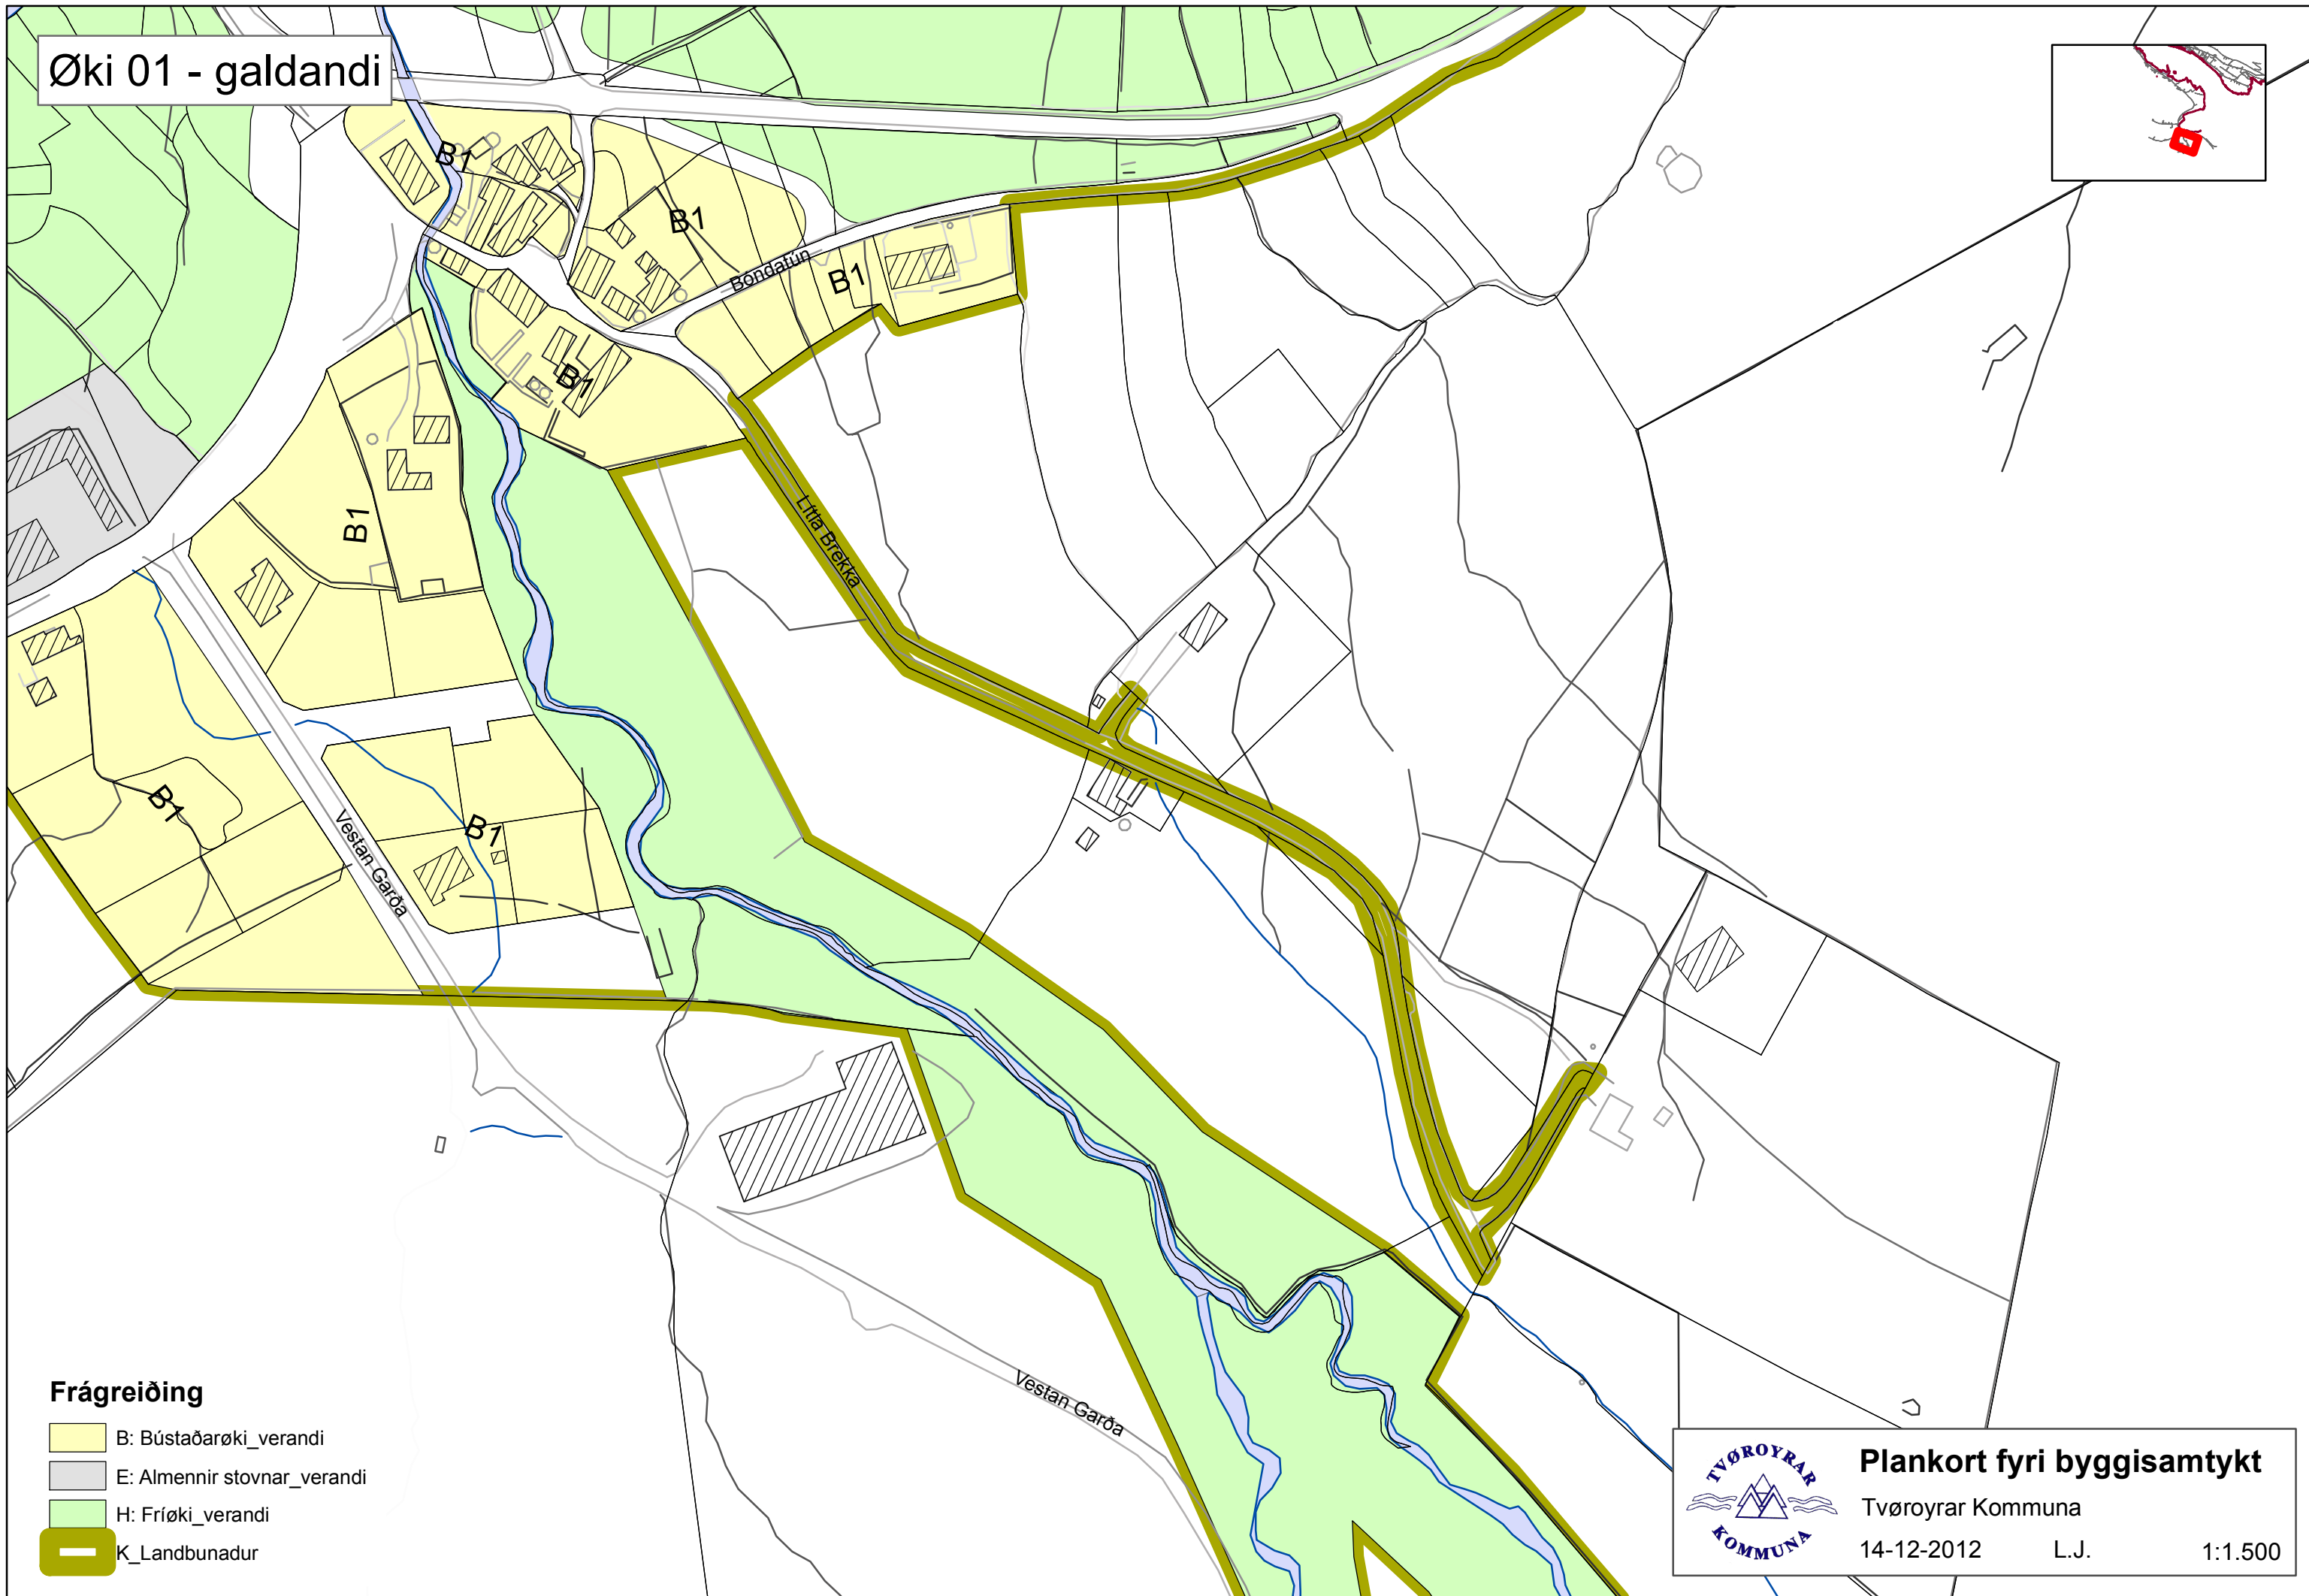 Øki 01 - galdandi
B1
B1
Bóndatún
B1
B1
B1
Lítla Brekka
B1
B1
Vestan Garða
Vestan Garða
Frágreiðing
B: Bústaðarøki_verandi
E: Almennir stovnar_verandi
H: Fríøki_verandi
K_Landbunadur
TVØROYRAR
KOMMUNA
Plankort fyri byggisamtykt
Tvøroyrar Kommuna
14-12-2012 L.J. 1:1.500